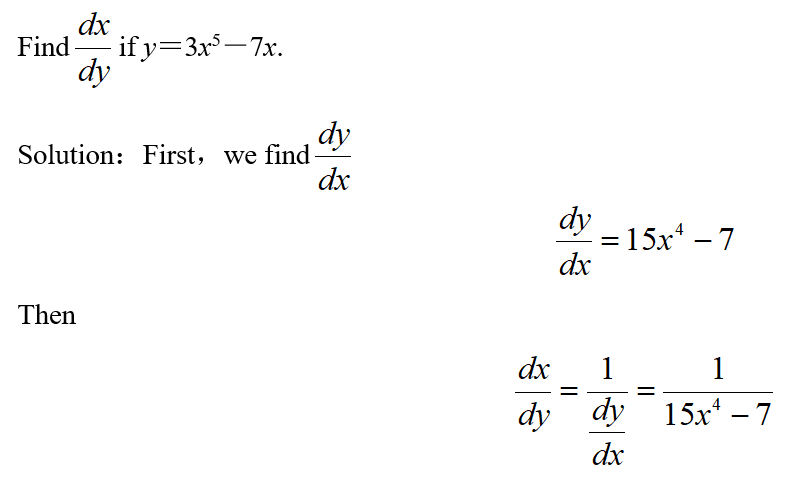 Find dx/dy if y＝3x⁵－7x.
Solution： First， we find dy/dx
dy/dx = 15x⁴ − 7
Then
dx/dy = 1/(dy/dx) = 1/(15x⁴ − 7)